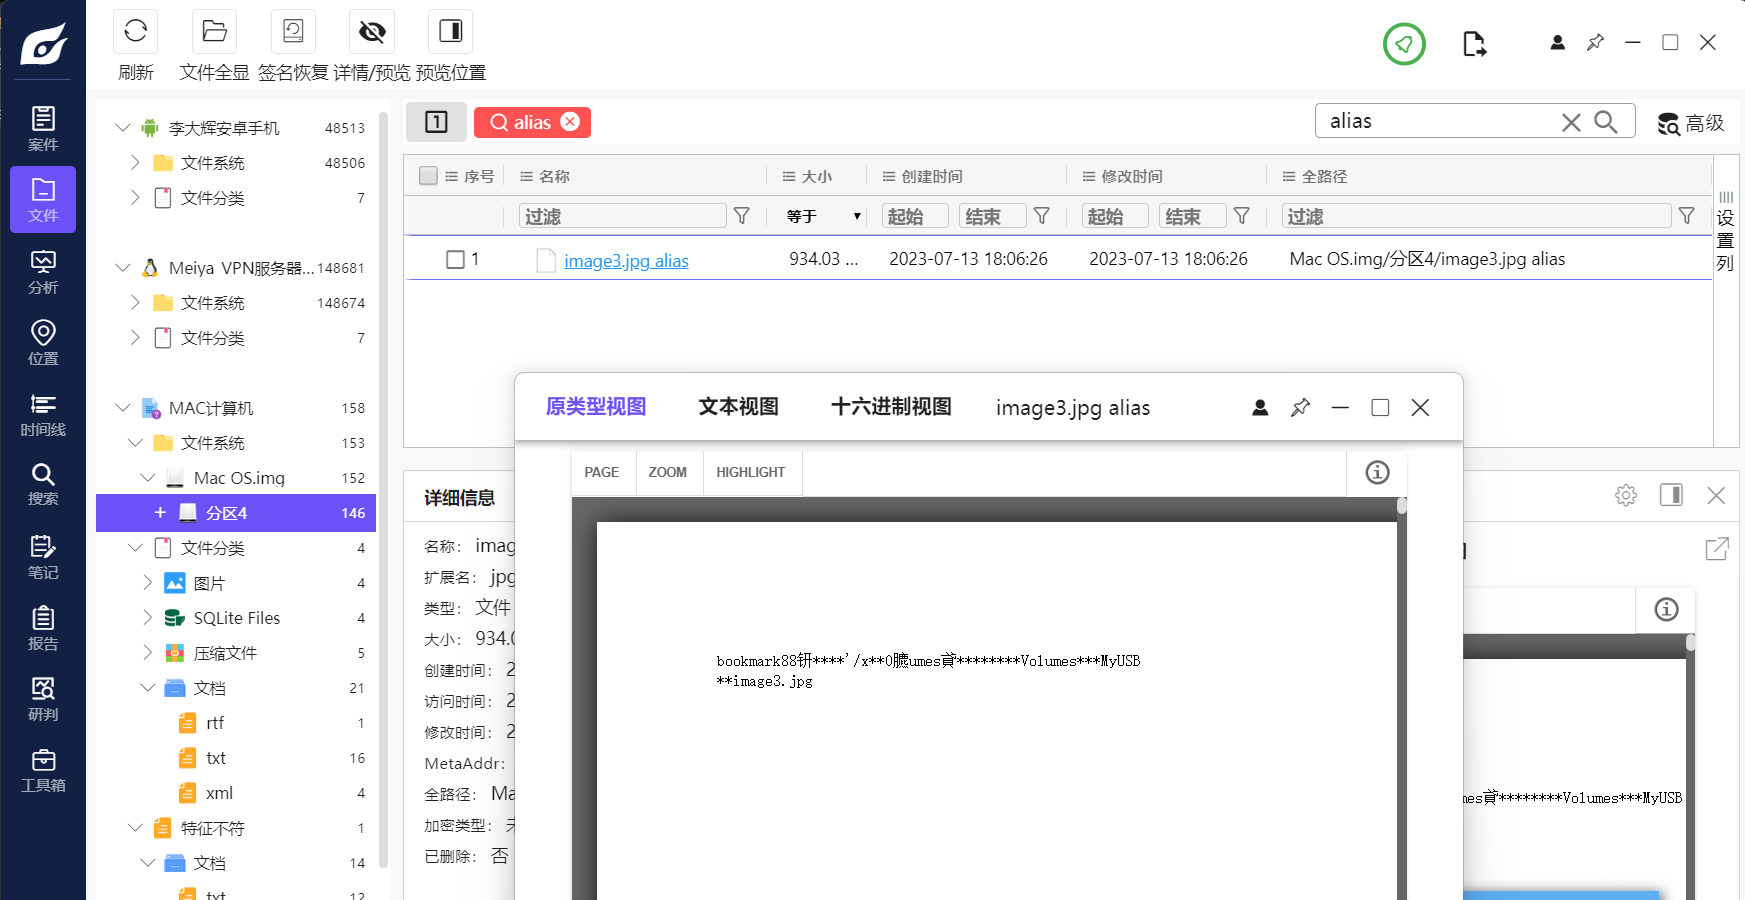 刷新
文件全显
签名恢复
详情/预览
预览位置
案件
文件
分析
位置
时间线
搜索
笔记
报告
研判
工具箱
李大辉安卓手机 48513
文件系统 48506
文件分类 7
Meiya VPN服务器... 148681
文件系统 148674
文件分类 7
MAC计算机 158
文件系统 153
Mac OS.img 152
分区4 146
文件分类 4
图片 4
SQLite Files 4
压缩文件 5
文档 21
rtf 1
txt 16
xml 4
特征不符 1
文档 14
txt 12
1 alias
alias
高级
序号 名称 大小 创建时间 修改时间 全路径
过滤 等于 起始 结束 起始 结束 过滤
1 image3.jpg alias 934.03 ... 2023-07-13 18:06:26 2023-07-13 18:06:26 Mac OS.img/分区4/image3.jpg alias
设置列
详细信息
名称: imag
扩展名: jpg
类型: 文件
大小: 934.0
创建时间: 2
访问时间: 2
修改时间: 2
MetaAddr:
全路径: Ma
加密类型:
已删除: 否
原类型视图 文本视图 十六进制视图 image3.jpg alias
PAGE ZOOM HIGHLIGHT
bookmark88钘****'/x**0臕umes貣********Volumes***MyUSB
**image3.jpg
mes貣********Volumes***MyUSB